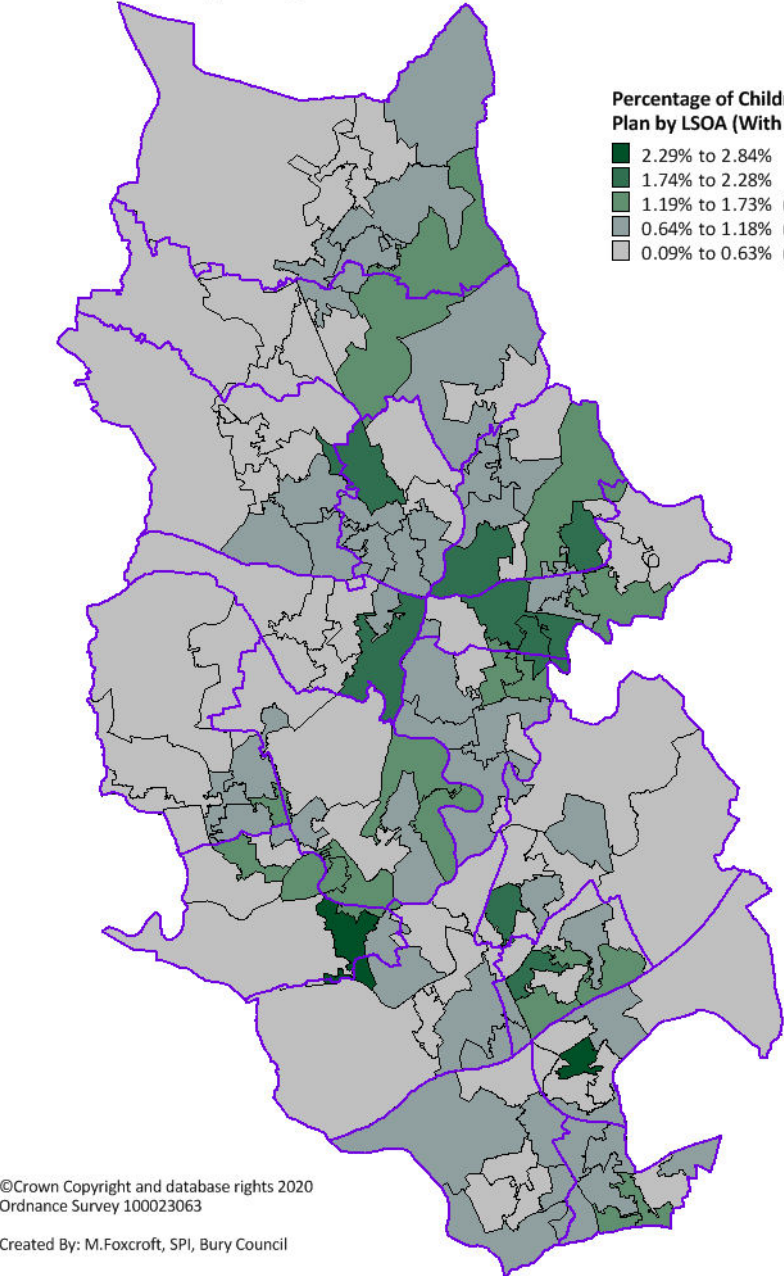 Percentage of Child
Plan by LSOA (With
2.29% to 2.84%
1.74% to 2.28%
1.19% to 1.73%
0.64% to 1.18%
0.09% to 0.63%
©Crown Copyright and database rights 2020
Ordnance Survey 100023063
Created By: M.Foxcroft, SPI, Bury Council